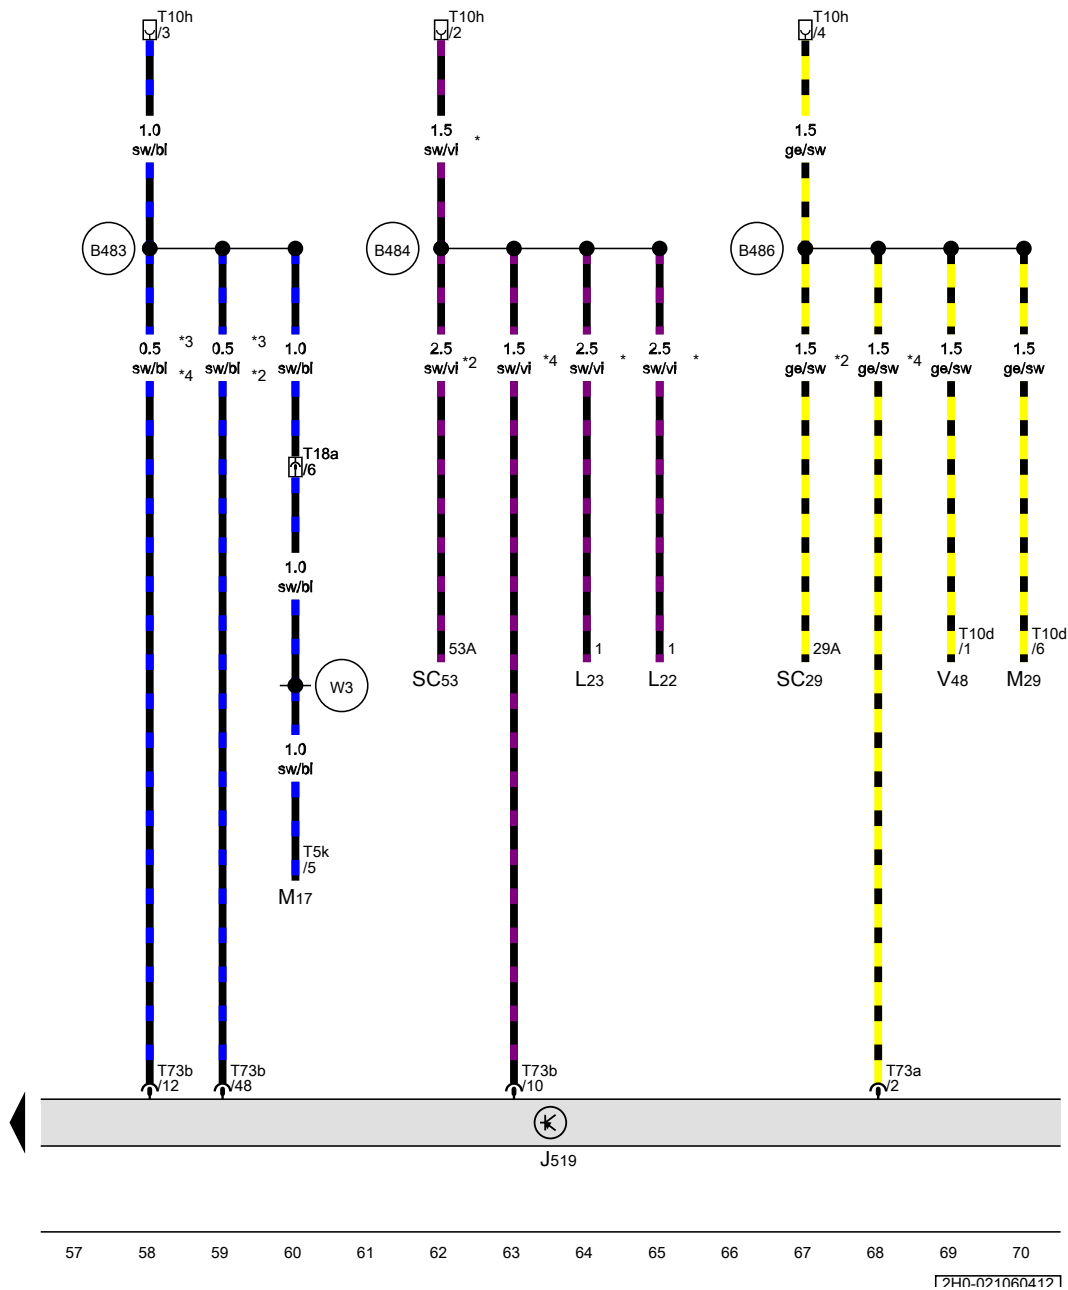 T10h
/3
T10h
/2
T10h
/4
1.0
sw/bl
1.5
sw/vi
*
1.5
ge/sw
B483
B484
B486
0.5
sw/bl
*3
*4
0.5
sw/bl
*3
*2
1.0
sw/bl
2.5
sw/vi
*2
1.5
sw/vi
*4
2.5
sw/vi
*
2.5
sw/vi
*
1.5
ge/sw
*2
1.5
ge/sw
*4
1.5
ge/sw
1.5
ge/sw
T18a
/6
1.0
sw/bl
W3
1.0
sw/bl
T5k
/5
M17
53A
SC53
1
L23
1
L22
29A
SC29
T10d
/1
V48
T10d
/6
M29
T73b
/12
T73b
/48
T73b
/10
T73a
/2
J519
57 58 59 60 61 62 63 64 65 66 67 68 69 70
2H0-021060412